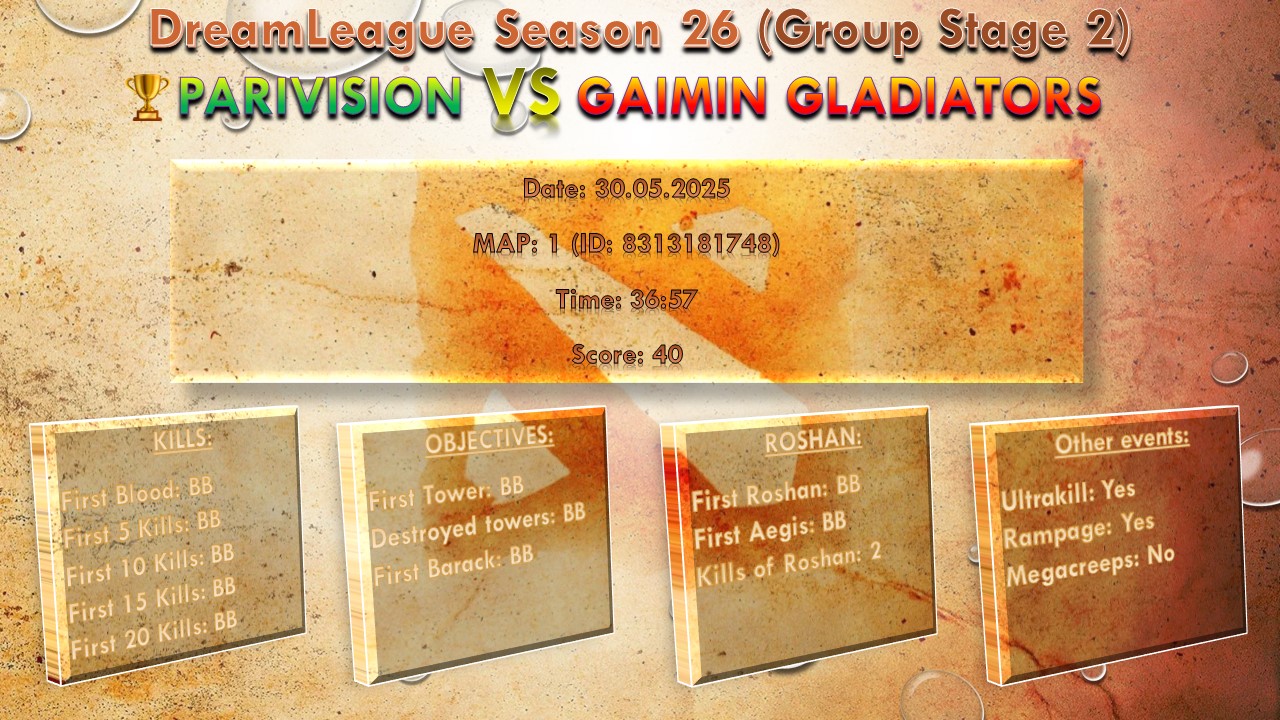 DreamLeague Season 26 (Group Stage 2)
🏆PARIVISION VS GAIMIN GLADIATORS
Date: 30.05.2025
MAP: 1 (ID: 8313181748)
Time: 36:57
Score: 40
KILLS:
First Blood: BB
First 5 Kills: BB
First 10 Kills: BB
First 15 Kills: BB
First 20 Kills: BB
OBJECTIVES:
First Tower: BB
Destroyed towers: BB
First Barack: BB
ROSHAN:
First Roshan: BB
First Aegis: BB
Kills of Roshan: 2
Other events:
Ultrakill: Yes
Rampage: Yes
Megacreeps: No